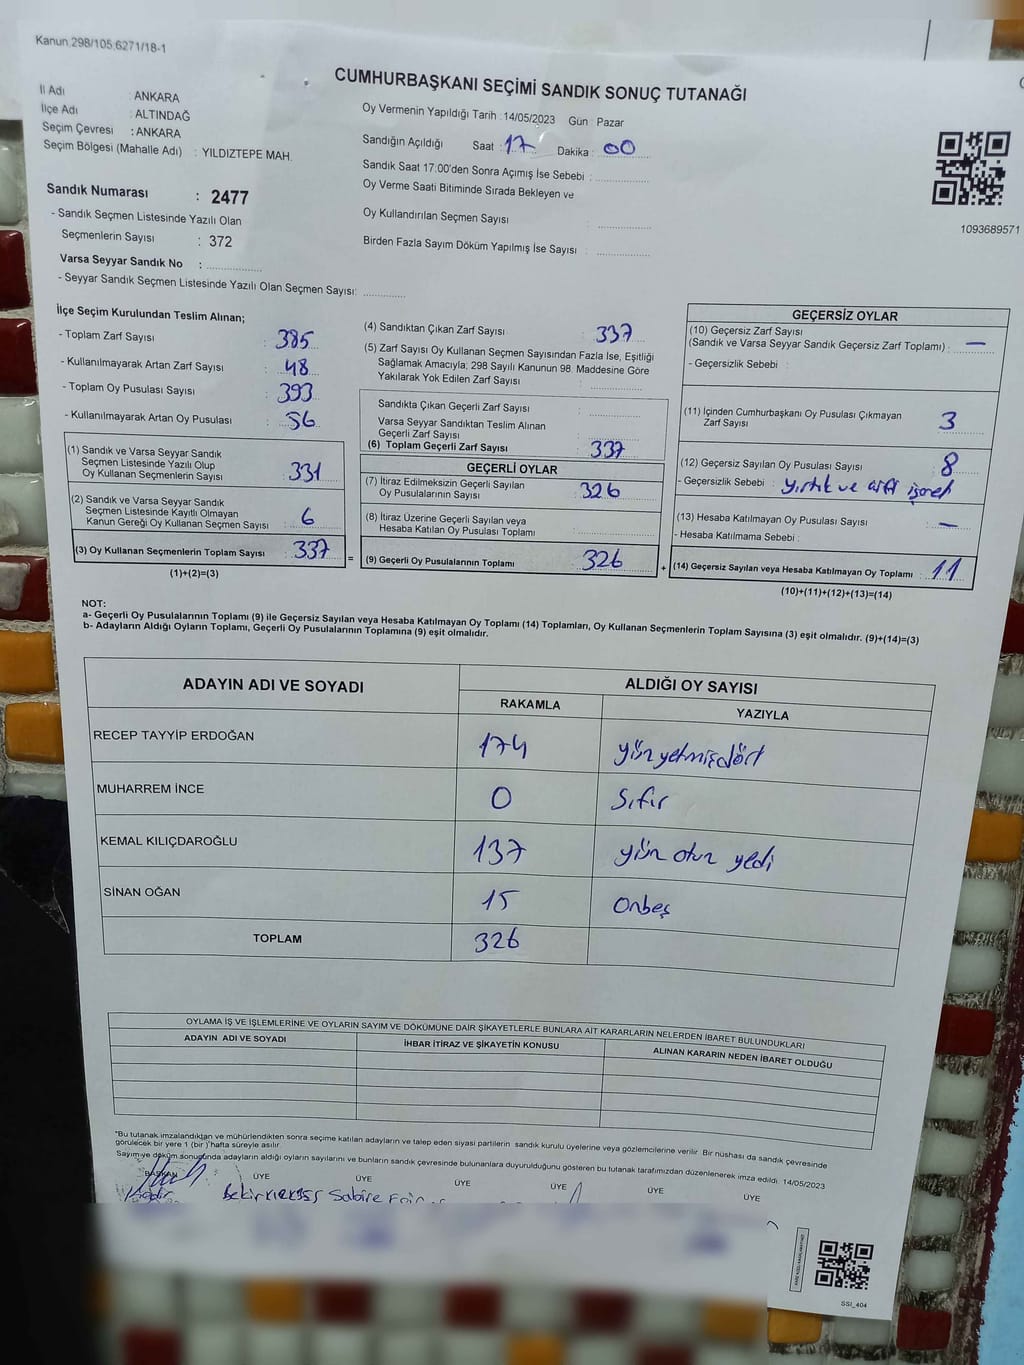 Kanun 298/105,6271/18-1
CUMHURBAŞKANI SEÇİMİ SANDIK SONUÇ TUTANAĞI
İl Adı : ANKARA
İlçe Adı : ALTINDAĞ
Seçim Çevresi : ANKARA
Seçim Bölgesi (Mahalle Adı) : YILDIZTEPE MAH.
Sandık Numarası : 2477
- Sandık Seçmen Listesinde Yazılı Olan
Seçmenlerin Sayısı : 372
Varsa Seyyar Sandık No :
- Seyyar Sandık Seçmen Listesinde Yazılı Olan Seçmen Sayısı:
Oy Vermenin Yapıldığı Tarih : 14/05/2023 Gün : Pazar
Sandığın Açıldığı Saat : 17 Dakika : 00
Sandık Saat 17:00'den Sonra Açılmış İse Sebebi :
Oy Verme Saati Bitiminde Sırada Bekleyen ve
Oy Kullandırılan Seçmen Sayısı :
Birden Fazla Sayım Döküm Yapılmış İse Sayısı :
1093689571
İlçe Seçim Kurulundan Teslim Alınan;
- Toplam Zarf Sayısı : 385
- Kullanılmayarak Artan Zarf Sayısı : 48
- Toplam Oy Pusulası Sayısı : 393
- Kullanılmayarak Artan Oy Pusulası : 56
(1) Sandık ve Varsa Seyyar Sandık
Seçmen Listesinde Yazılı Olup
Oy Kullanan Seçmenlerin Sayısı : 331
(2) Sandık ve Varsa Seyyar Sandık
Seçmen Listesinde Kayıtlı Olmayan
Kanun Gereği Oy Kullanan Seçmen Sayısı : 6
(3) Oy Kullanan Seçmenlerin Toplam Sayısı : 337
(1)+(2)=(3)
(4) Sandıktan Çıkan Zarf Sayısı : 337
(5) Zarf Sayısı Oy Kullanan Seçmen Sayısından Fazla İse, Eşitliği
Sağlamak Amacıyla; 298 Sayılı Kanunun 98. Maddesine Göre
Yakılarak Yok Edilen Zarf Sayısı :
Sandıkta Çıkan Geçerli Zarf Sayısı :
Varsa Seyyar Sandıktan Teslim Alınan
Geçerli Zarf Sayısı :
(6) Toplam Geçerli Zarf Sayısı : 337
GEÇERLİ OYLAR
(7) İtiraz Edilmeksizin Geçerli Sayılan
Oy Pusulalarının Sayısı : 326
(8) İtiraz Üzerine Geçerli Sayılan veya
Hesaba Katılan Oy Pusulası Toplamı :
= (9) Geçerli Oy Pusulalarının Toplamı : 326
GEÇERSİZ OYLAR
(10) Geçersiz Zarf Sayısı
(Sandık ve Varsa Seyyar Sandık Geçersiz Zarf Toplamı) : —
- Geçersizlik Sebebi :
(11) İçinden Cumhurbaşkanı Oy Pusulası Çıkmayan
Zarf Sayısı : 3
(12) Geçersiz Sayılan Oy Pusulası Sayısı : 8
- Geçersizlik Sebebi : yırtık ve çift işaret
(13) Hesaba Katılmayan Oy Pusulası Sayısı : —
- Hesaba Katılmama Sebebi :
+ (14) Geçersiz Sayılan veya Hesaba Katılmayan Oy Toplamı : 11
(10)+(11)+(12)+(13)=(14)
NOT:
a- Geçerli Oy Pusulalarının Toplamı (9) ile Geçersiz Sayılan veya Hesaba Katılmayan Oy Toplamı (14) Toplamları, Oy Kullanan Seçmenlerin Toplam Sayısına (3) eşit olmalıdır. (9)+(14)=(3)
b- Adayların Aldığı Oyların Toplamı, Geçerli Oy Pusulalarının Toplamına (9) eşit olmalıdır.
ADAYIN ADI VE SOYADI ALDIĞI OY SAYISI
RAKAMLA YAZIYLA
RECEP TAYYİP ERDOĞAN 174 yüz yetmişdört
MUHARREM İNCE 0 Sıfır
KEMAL KILIÇDAROĞLU 137 yüz otuz yedi
SİNAN OĞAN 15 Onbeş
TOPLAM 326
OYLAMA İŞ VE İŞLEMLERİNE VE OYLARIN SAYIM VE DÖKÜMÜNE DAİR ŞİKAYETLERLE BUNLARA AİT KARARLARIN NELERDEN İBARET BULUNDUKLARI
ADAYIN ADI VE SOYADI İHBAR İTİRAZ VE ŞİKAYETİN KONUSU ALINAN KARARIN NEDEN İBARET OLDUĞU
"Bu tutanak imzalandıktan ve mühürlendikten sonra seçime katılan adayların ve talep eden siyasi partilerin sandık kurulu üyelerine veya gözlemcilerine verilir. Bir nüshası da sandık çevresinde
görülecek bir yere 1 (bir) hafta süreyle asılır.
Sayım ve döküm sonucunda adayların aldığı oyların sayılarını ve bunların sandık çevresinde bulunanlara duyurulduğunu gösteren bu tutanak tarafımızdan düzenlenerek imza edildi. 14/05/2023
BAŞKAN ÜYE ÜYE ÜYE ÜYE ÜYE ÜYE
Kadir Sabire
SSI_404